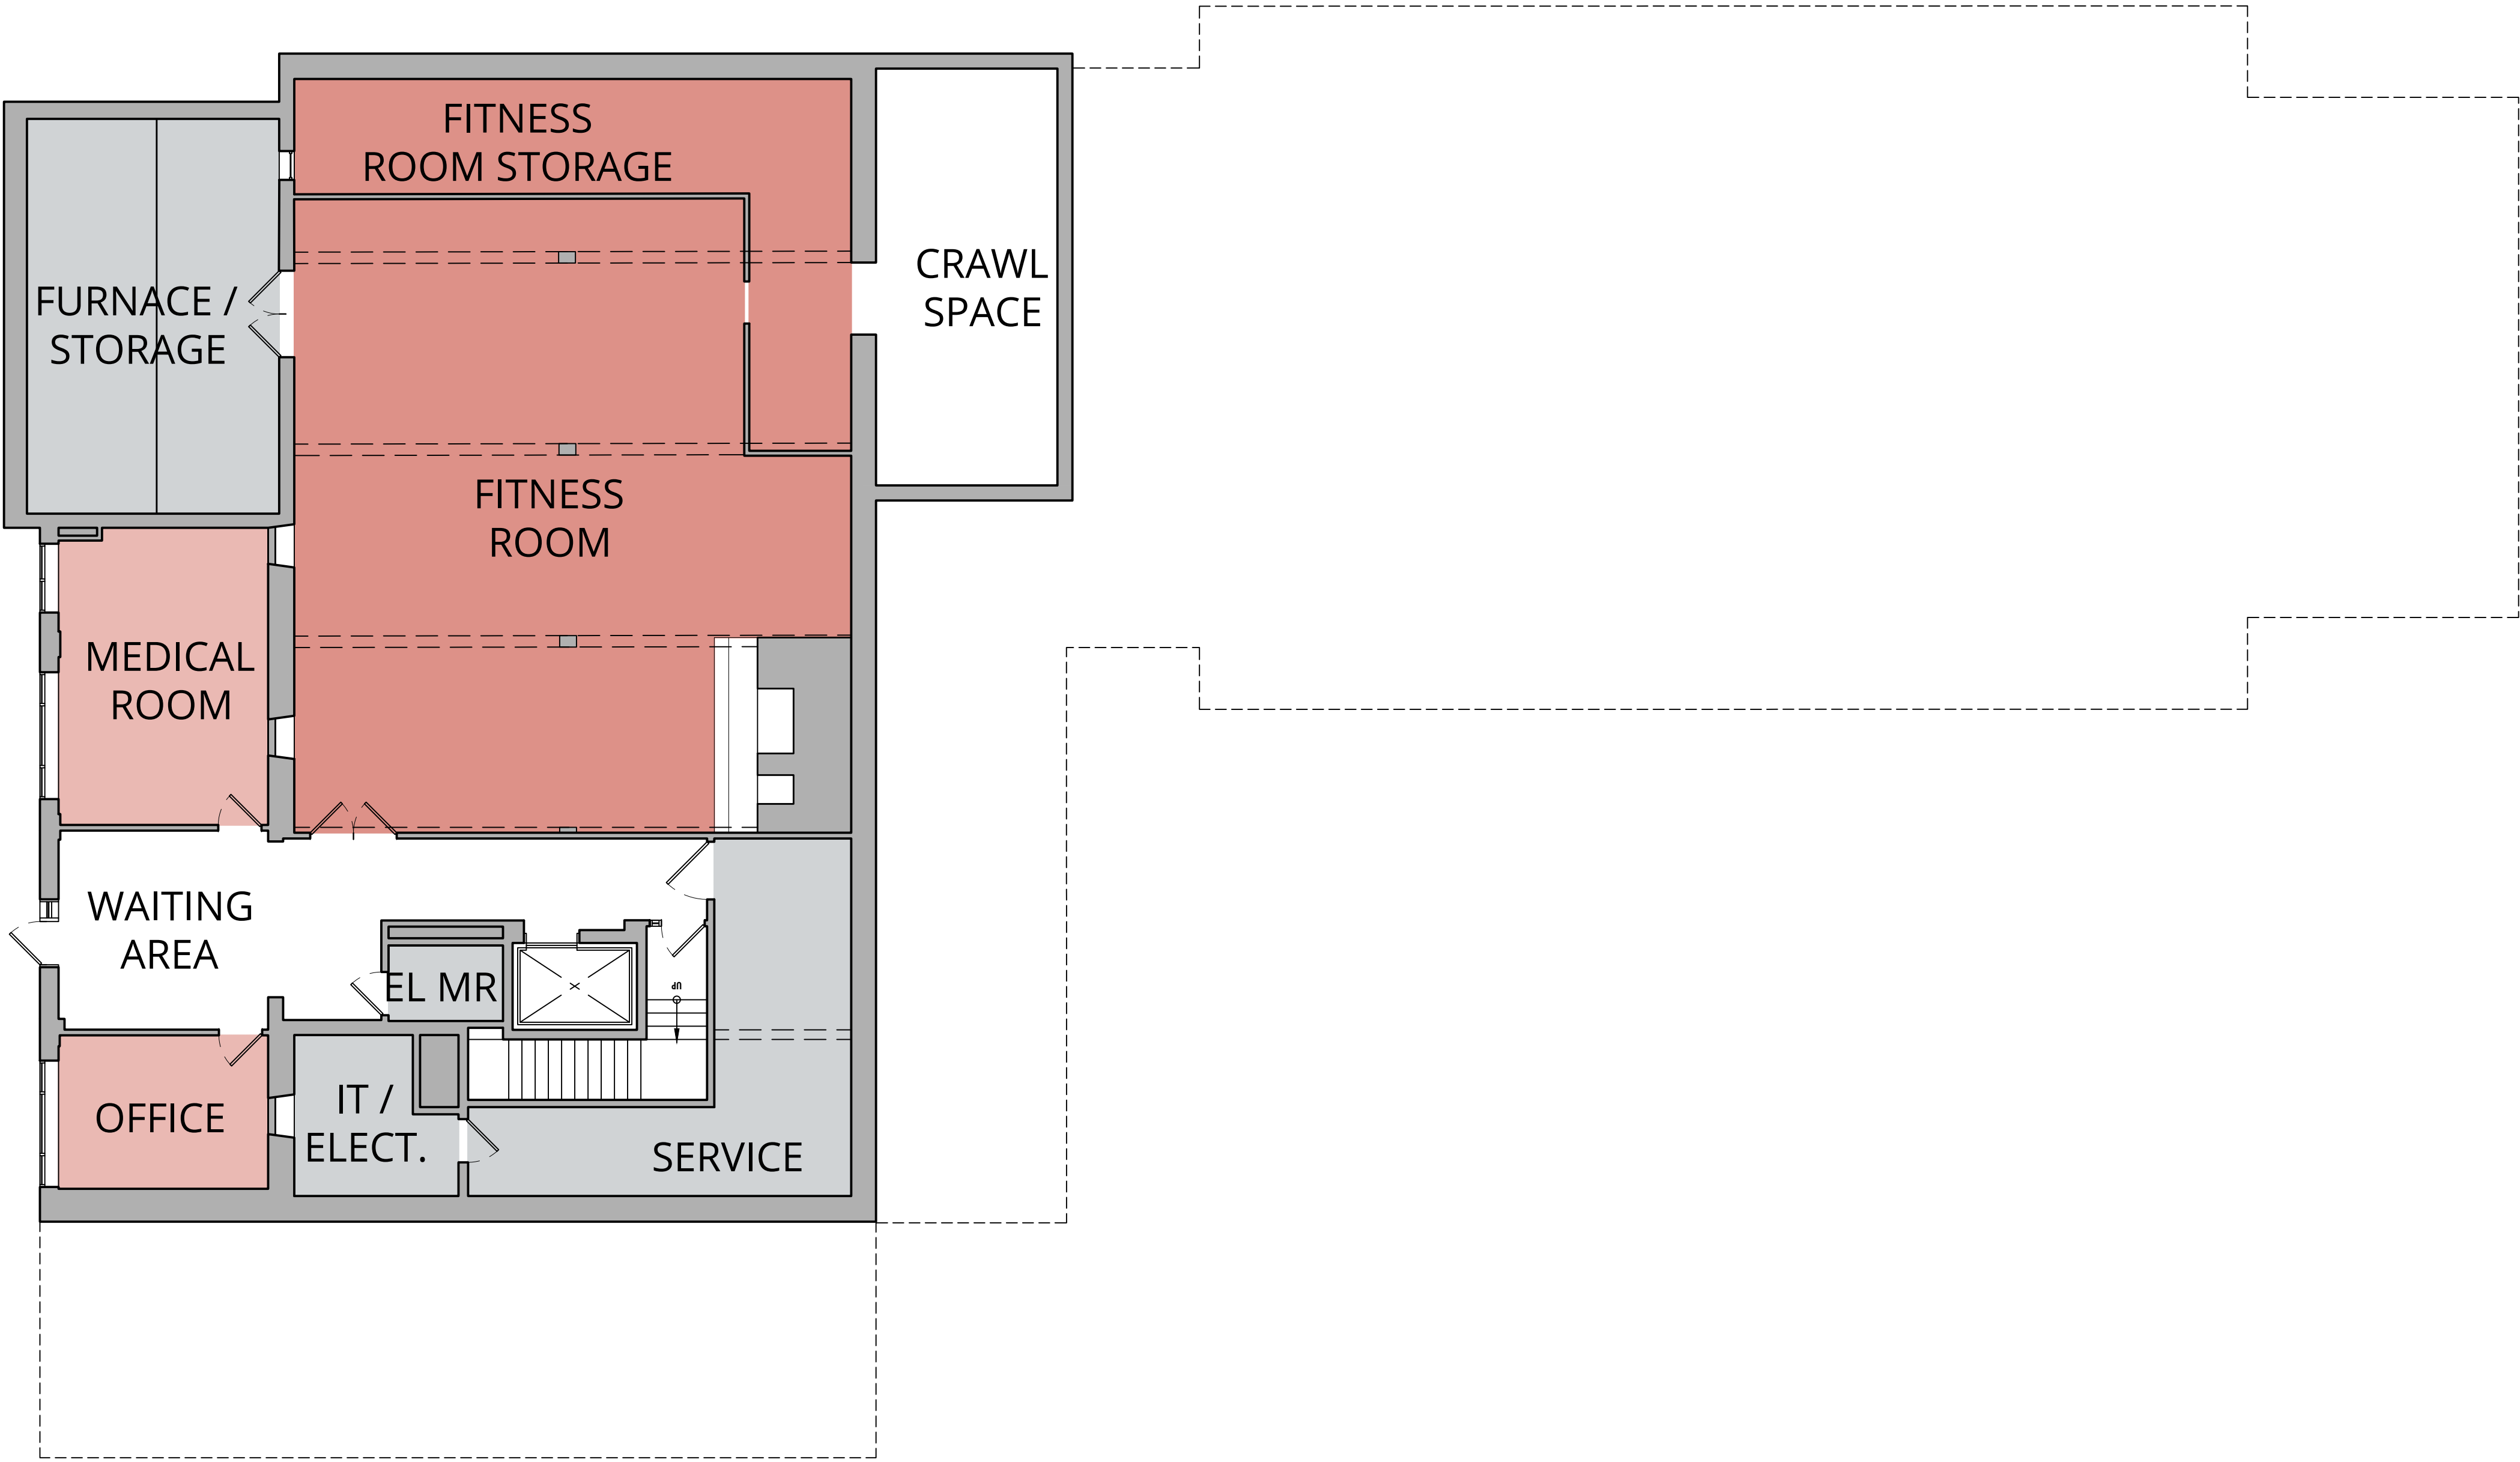 FITNESS
ROOM STORAGE
CRAWL
SPACE
FURNACE /
STORAGE
FITNESS
ROOM
MEDICAL
ROOM
WAITING
AREA
EL MR
UP
OFFICE
IT /
ELECT.
SERVICE